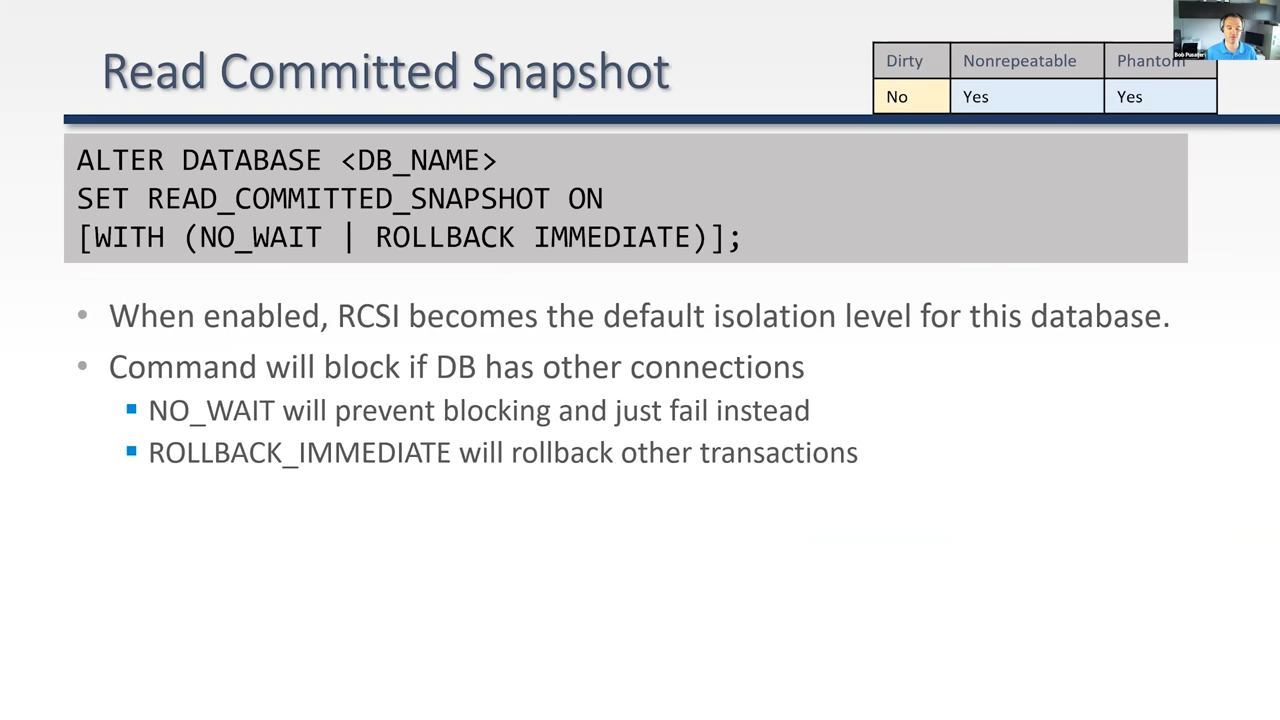 Read Committed Snapshot
Dirty Nonrepeatable Phantom
No Yes Yes
ALTER DATABASE <DB_NAME>
SET READ_COMMITTED_SNAPSHOT ON
[WITH (NO_WAIT | ROLLBACK IMMEDIATE)];
• When enabled, RCSI becomes the default isolation level for this database.
• Command will block if DB has other connections
▪ NO_WAIT will prevent blocking and just fail instead
▪ ROLLBACK_IMMEDIATE will rollback other transactions